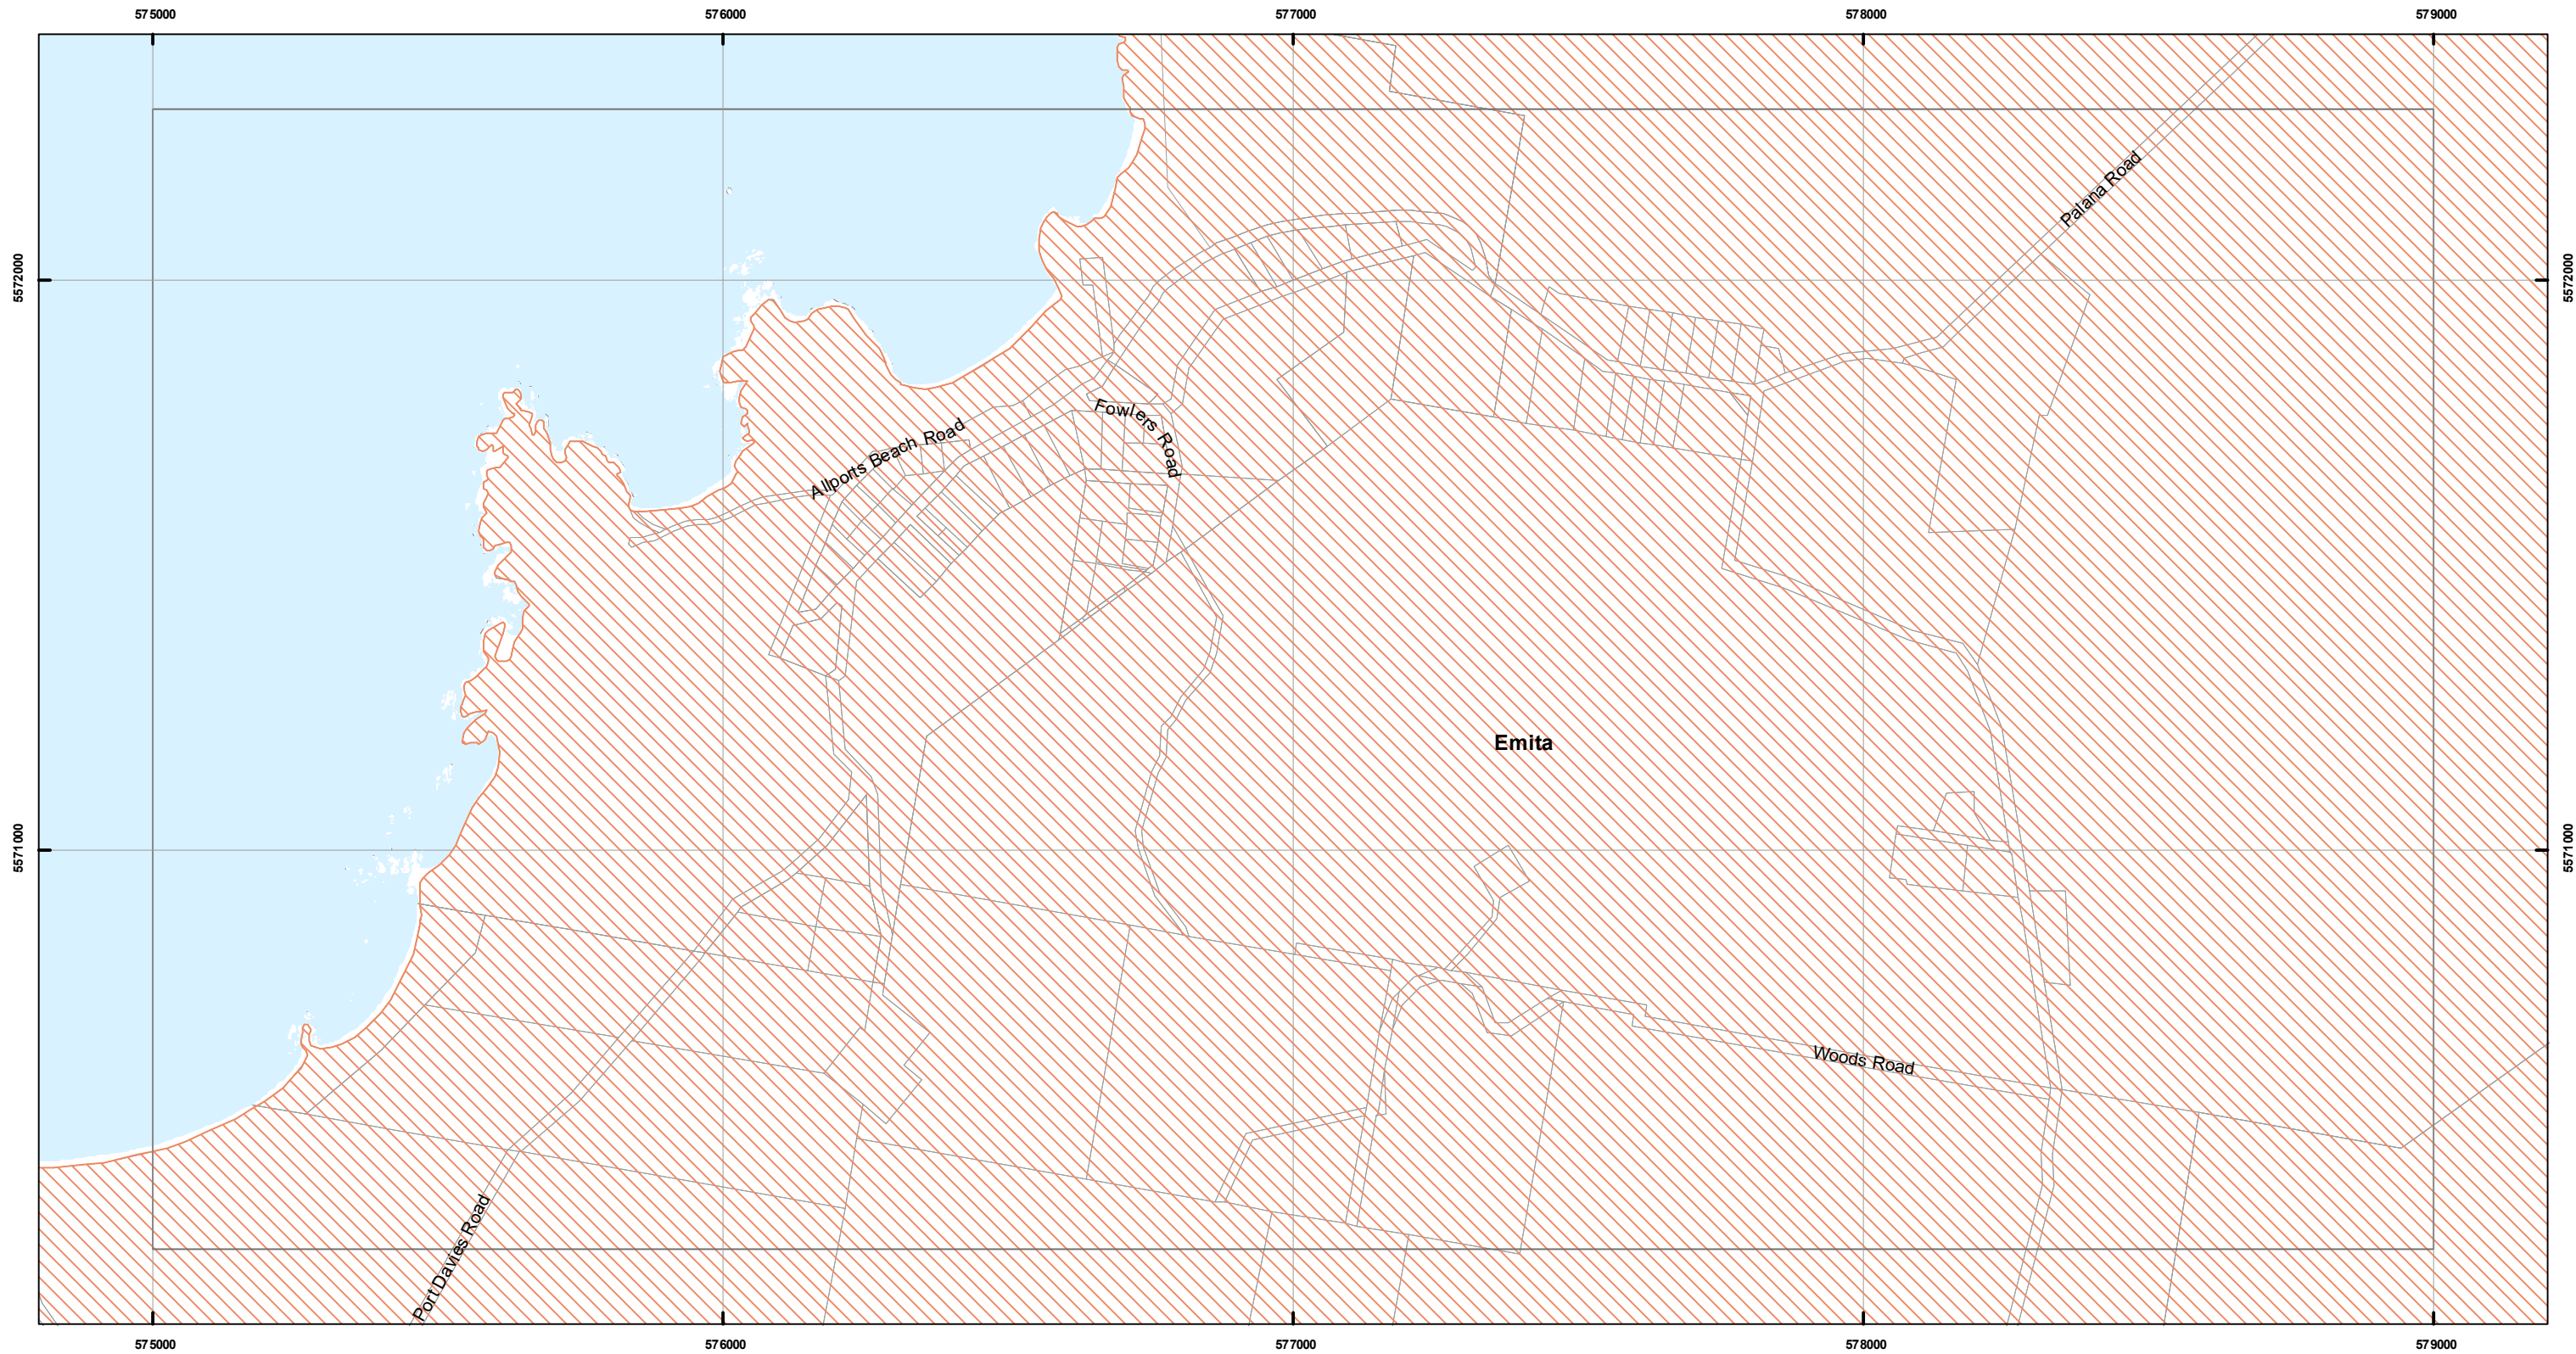 575000 576000 577000 578000 579000
Palana Road
5572000 5572000
Fowlers Road
Allports Beach Road
Emita
5571000 5571000
Woods Road
Port Davies Road
575000 576000 577000 578000 579000